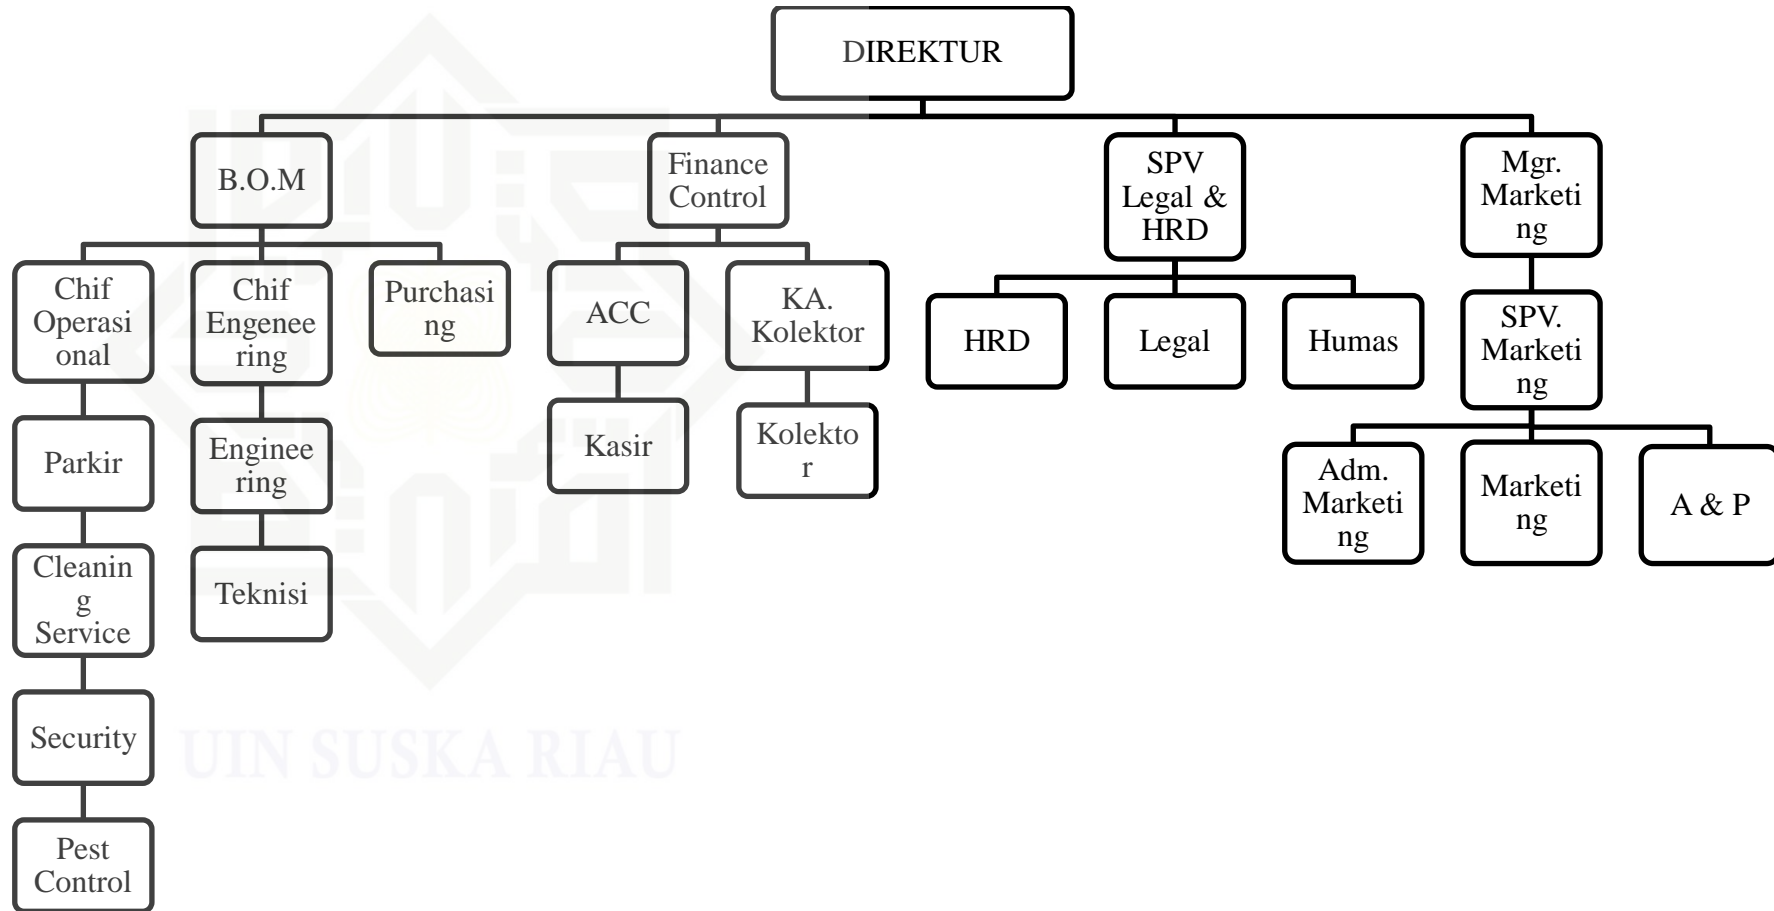 DIREKTUR
B.O.M
Finance
Control
SPV
Legal &
HRD
Mgr.
Marketi
ng
Chif
Operasi
onal
Chif
Engenee
ring
Purchasi
ng
ACC
KA.
Kolektor
HRD
Legal
Humas
SPV.
Marketi
ng
Parkir
Enginee
ring
Kasir
Kolekto
r
Adm.
Marketi
ng
Marketi
ng
A & P
Cleanin
g
Service
Teknisi
Security
UIN SUSKA RIAU
Pest
Control